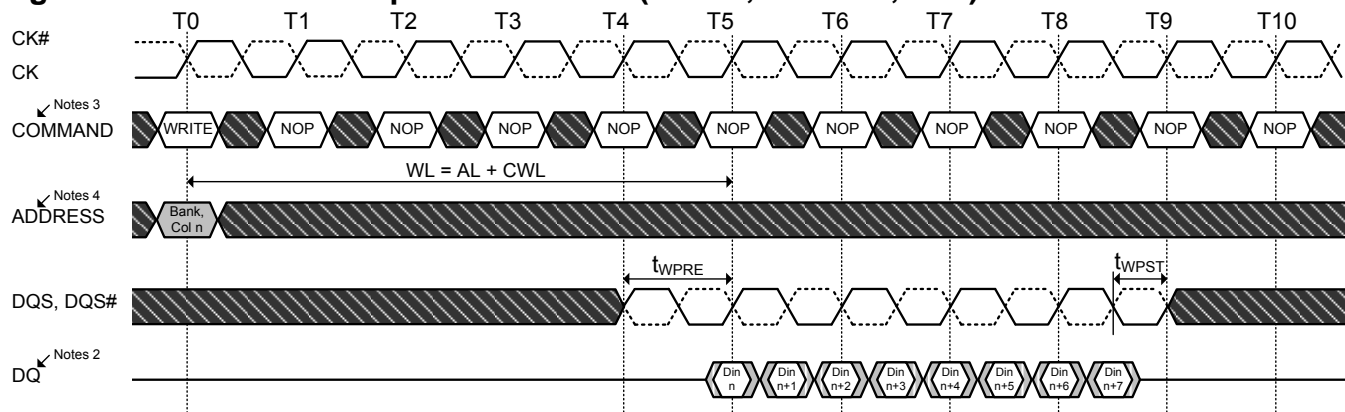 T0 T1 T2 T3 T4 T5 T6 T7 T8 T9 T10
CK#
CK
Notes 3
COMMAND
WRITE NOP NOP NOP NOP NOP NOP NOP NOP NOP NOP
WL = AL + CWL
Notes 4
ADDRESS
Bank,
Col n
tWPRE
tWPST
DQS, DQS#
Notes 2
DQ
Din Din Din Din Din Din Din Din
n n+1 n+2 n+3 n+4 n+5 n+6 n+7